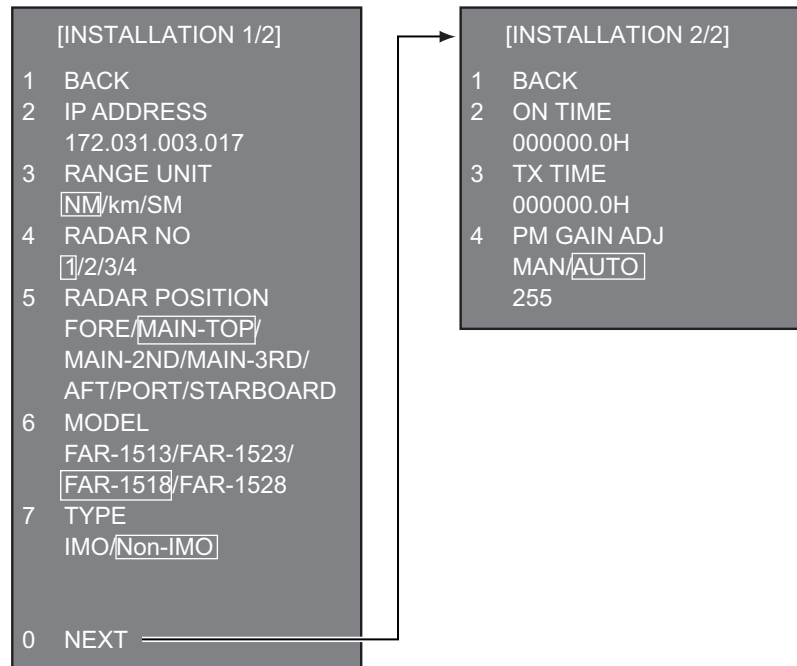 [INSTALLATION 1/2]
1 BACK
2 IP ADDRESS
172.031.003.017
3 RANGE UNIT
NM/km/SM
4 RADAR NO
1/2/3/4
5 RADAR POSITION
FORE/MAIN-TOP/
MAIN-2ND/MAIN-3RD/
AFT/PORT/STARBOARD
6 MODEL
FAR-1513/FAR-1523/
FAR-1518/FAR-1528
7 TYPE
IMO/Non-IMO
0 NEXT
[INSTALLATION 2/2]
1 BACK
2 ON TIME
000000.0H
3 TX TIME
000000.0H
4 PM GAIN ADJ
MAN/AUTO
255